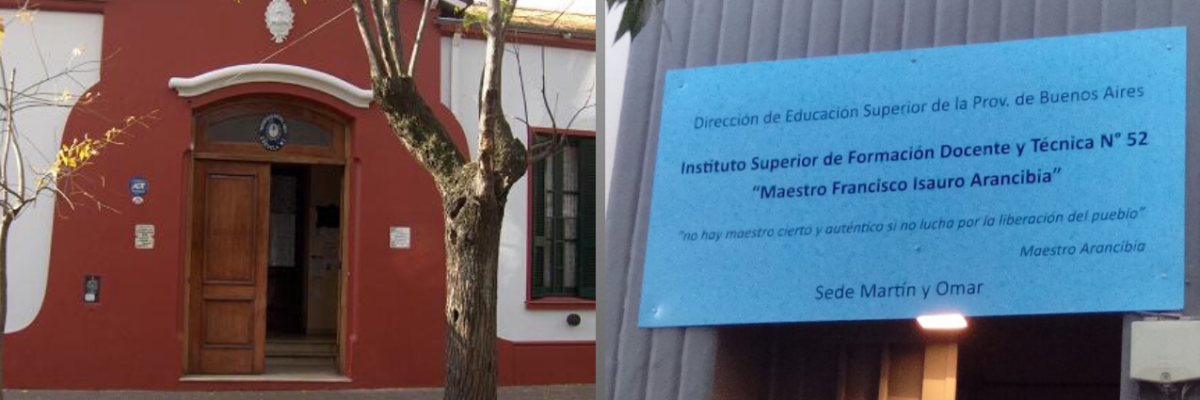 ADT
Dirección de Educación Superior de la Prov. de Buenos Aires
Instituto Superior de Formación Docente y Técnica N° 52
"Maestro Francisco Isauro Arancibia"
"no hay maestro cierto y auténtico si no lucha por la liberación del pueblo"
Maestro Arancibia
Sede Martín y Omar